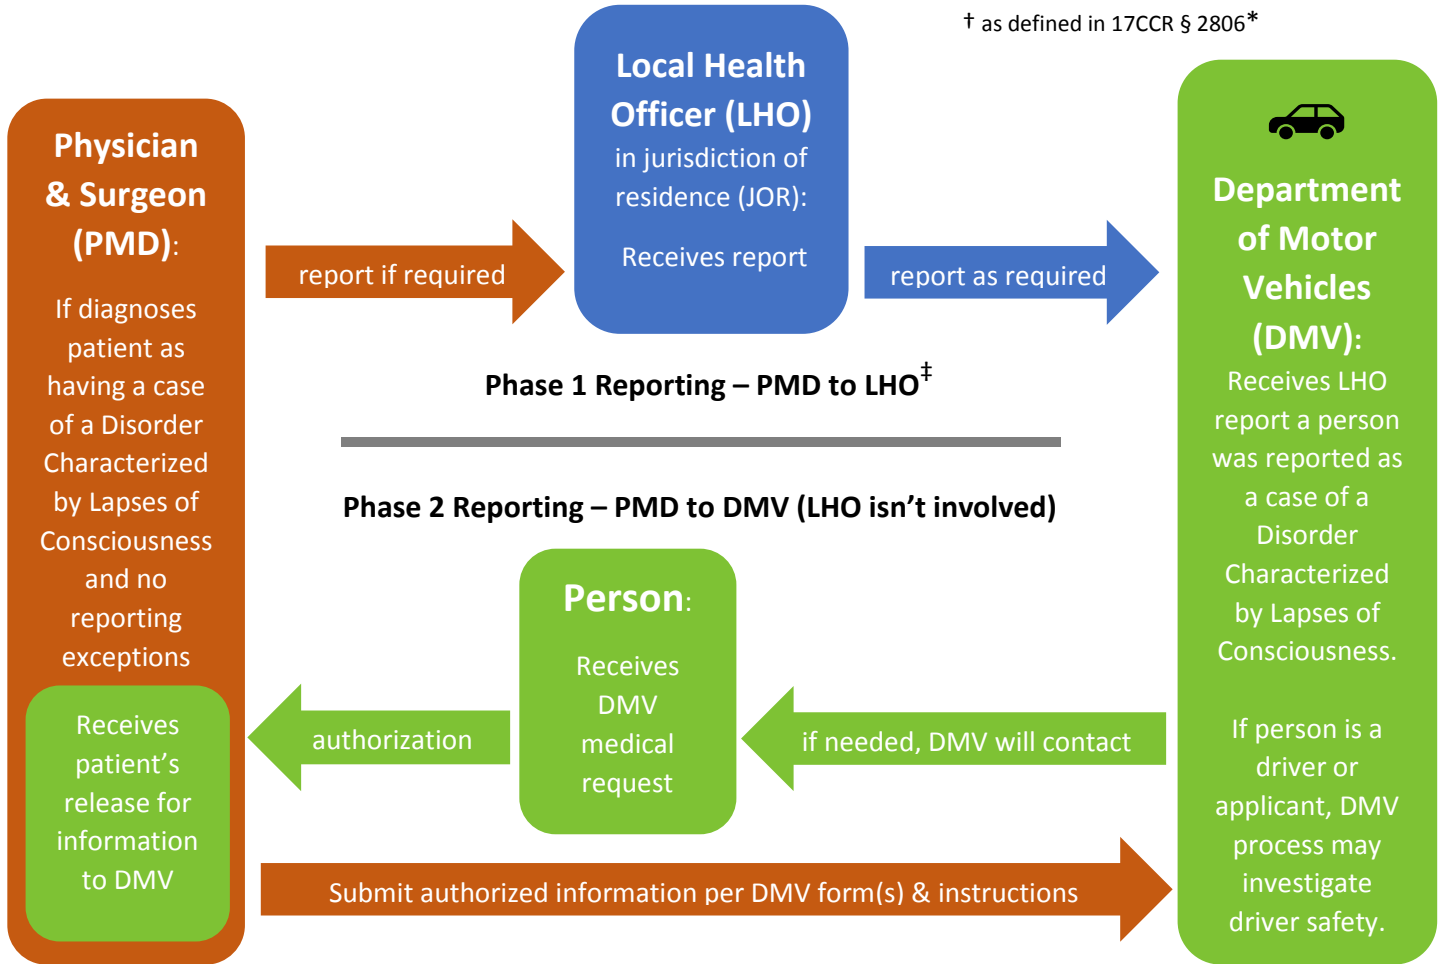 † as defined in 17CCR § 2806*
Physician
& Surgeon
(PMD):
If diagnoses
patient as
having a case
of a Disorder
Characterized
by Lapses of
Consciousness
and no
reporting
exceptions
Receives
patient’s
release for
information
to DMV
report if required
Local Health
Officer (LHO)
in jurisdiction of
residence (JOR):
Receives report
report as required
Department
of Motor
Vehicles
(DMV):
Receives LHO
report a person
was reported as
a case of a
Disorder
Characterized
by Lapses of
Consciousness.
If person is a
driver or
applicant, DMV
process may
investigate
driver safety.
Phase 1 Reporting – PMD to LHO‡
Phase 2 Reporting – PMD to DMV (LHO isn’t involved)
if needed, DMV will contact
Person:
Receives
DMV
medical
request
authorization
Submit authorized information per DMV form(s) & instructions